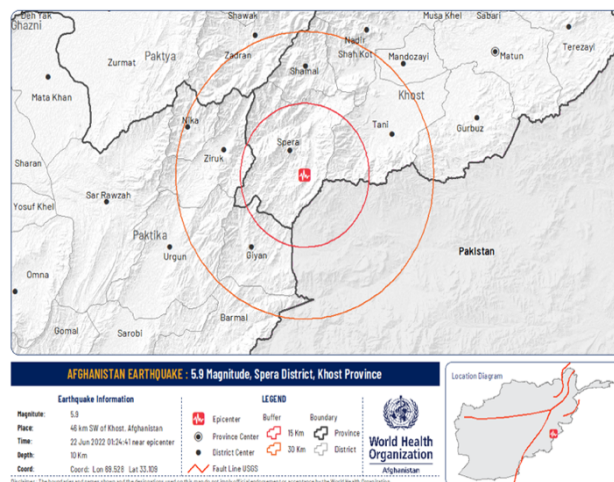 Deh Yak
Ghazni
Shawak
Musa Khel
Sabari
Paktya
Zadran
Nadir
Shah Kot
Zurmat
Mandozayi
Matun
Terezayl
Mata Khan
Shamal
Khost
Nika
Tani
Gurbuz
Spera
Sharan
Ziruk
Sar Rawzah
Yosuf Khel
Paktika
Urgun
Giyan
Pakistan
Omna
Barmal
Gomal
Sarobi
AFGHANISTAN EARTHQUAKE : 5.9 Magnitude, Spera District, Khost Province
Earthquake Information
Magnitude: 5.9
Place: 46 km SW of Khost, Afghanistan
Time: 22 Jun 2022 01:24:41 near epicenter
Depth: 10 Km
Coord: Coord: Lon 69.528 Lat 33.109
LEGEND
Epicenter
Province Center
District Center
Fault Line USGS
Buffer
15 Km
30 Km
Boundary
Province
District
World Health
Organization
Afghanistan
Location Diagram